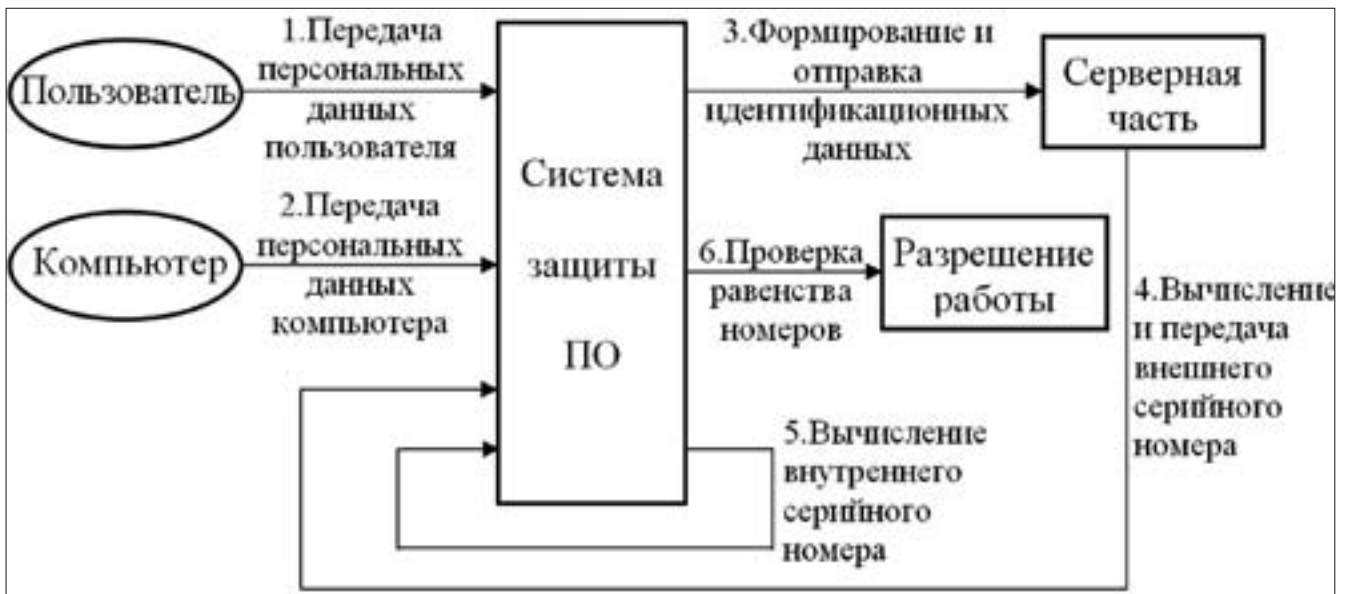 Пользователь
1.Передача
персональных
данных
пользователя
Компьютер
2.Передача
персональных
данных
компьютера
Система
защиты
ПО
3.Формирование и
отправка
идентификационных
данных
Серверная
часть
6.Проверка
равенства
номеров
Разрешение
работы
4.Вычисление
и передача
внешнего
серийного
номера
5.Вычисление
внутреннего
серийного
номера